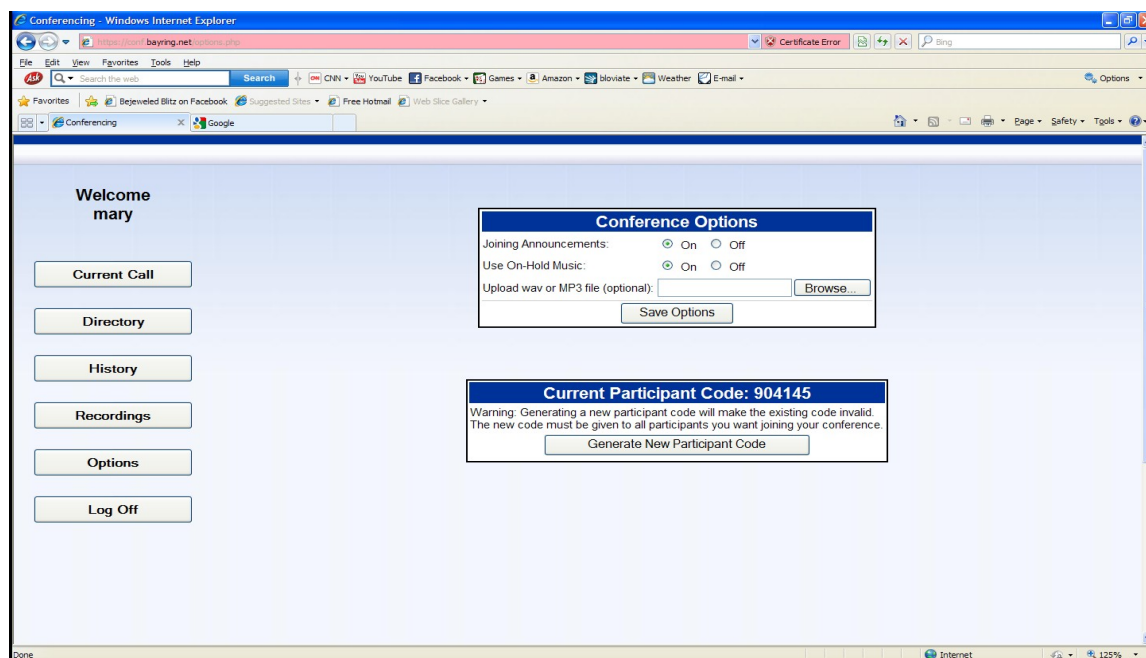 Conferencing - Windows Internet Explorer
https://conf.bayring.net/options.php Certificate Error Bing
File Edit View Favorites Tools Help
Ask Search the web Search CNN YouTube Facebook Games Amazon bloviate Weather E-mail Options
Favorites Bejeweled Blitz on Facebook Suggested Sites Free Hotmail Web Slice Gallery
Conferencing Google Page Safety Tools
Welcome
mary
Conference Options
Joining Announcements: On Off
Use On-Hold Music: On Off
Upload wav or MP3 file (optional): Browse...
Save Options
Current Call
Directory
History
Recordings
Options
Log Off
Current Participant Code: 904145
Warning: Generating a new participant code will make the existing code invalid.
The new code must be given to all participants you want joining your conference.
Generate New Participant Code
Done Internet 125%